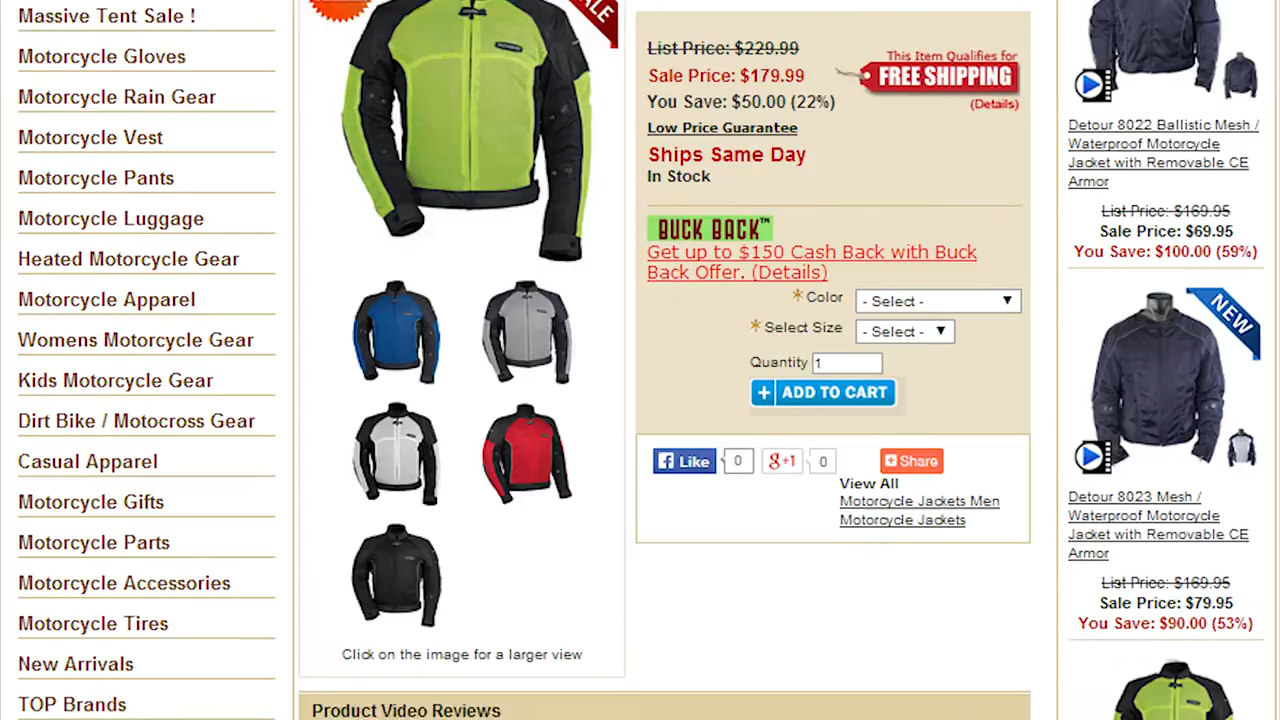 Massive Tent Sale !
Motorcycle Gloves
Motorcycle Rain Gear
Motorcycle Vest
Motorcycle Pants
Motorcycle Luggage
Heated Motorcycle Gear
Motorcycle Apparel
Womens Motorcycle Gear
Kids Motorcycle Gear
Dirt Bike / Motocross Gear
Casual Apparel
Motorcycle Gifts
Motorcycle Parts
Motorcycle Accessories
Motorcycle Tires
New Arrivals
TOP Brands
SALE
Click on the image for a larger view
List Price: $229.99
Sale Price: $179.99
You Save: $50.00 (22%)
Low Price Guarantee
Ships Same Day
In Stock
This Item Qualifies for
FREE SHIPPING
(Details)
BUCK BACK™
Get up to $150 Cash Back with Buck
Back Offer. (Details)
*Color - Select -
*Select Size - Select -
Quantity 1
+ ADD TO CART
f Like 0 g+1 0 + Share
View All
Motorcycle Jackets Men
Motorcycle Jackets
Product Video Reviews
Detour 8022 Ballistic Mesh /
Waterproof Motorcycle
Jacket with Removable CE
Armor
List Price: $169.95
Sale Price: $69.95
You Save: $100.00 (59%)
NEW
Detour 8023 Mesh /
Waterproof Motorcycle
Jacket with Removable CE
Armor
List Price: $169.95
Sale Price: $79.95
You Save: $90.00 (53%)